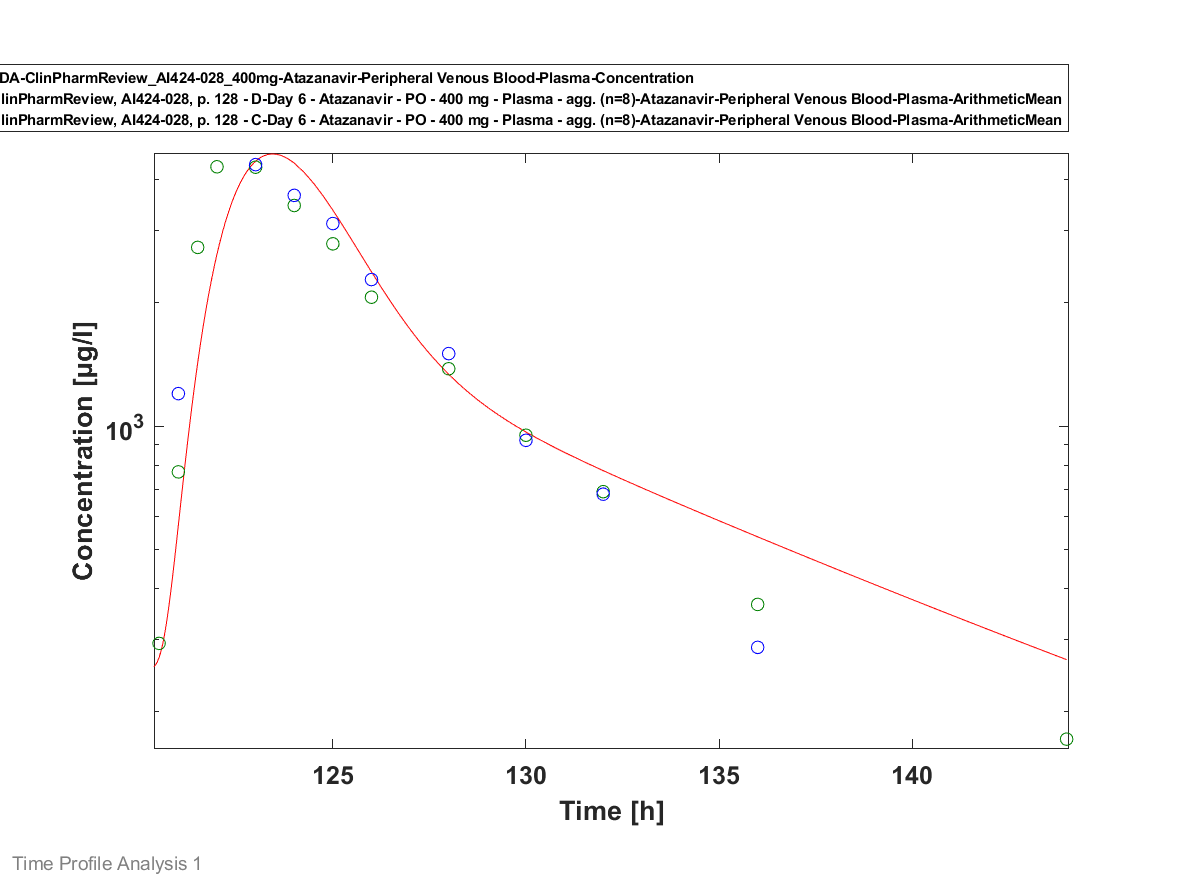 DA-ClinPharmReview_AI424-028_400mg-Atazanavir-Peripheral Venous Blood-Plasma-Concentration
linPharmReview, AI424-028, p. 128 - D-Day 6 - Atazanavir - PO - 400 mg - Plasma - agg. (n=8)-Atazanavir-Peripheral Venous Blood-Plasma-ArithmeticMean
linPharmReview, AI424-028, p. 128 - C-Day 6 - Atazanavir - PO - 400 mg - Plasma - agg. (n=8)-Atazanavir-Peripheral Venous Blood-Plasma-ArithmeticMean
Concentration [µg/l]
10³
125 130 135 140
Time [h]
Time Profile Analysis 1